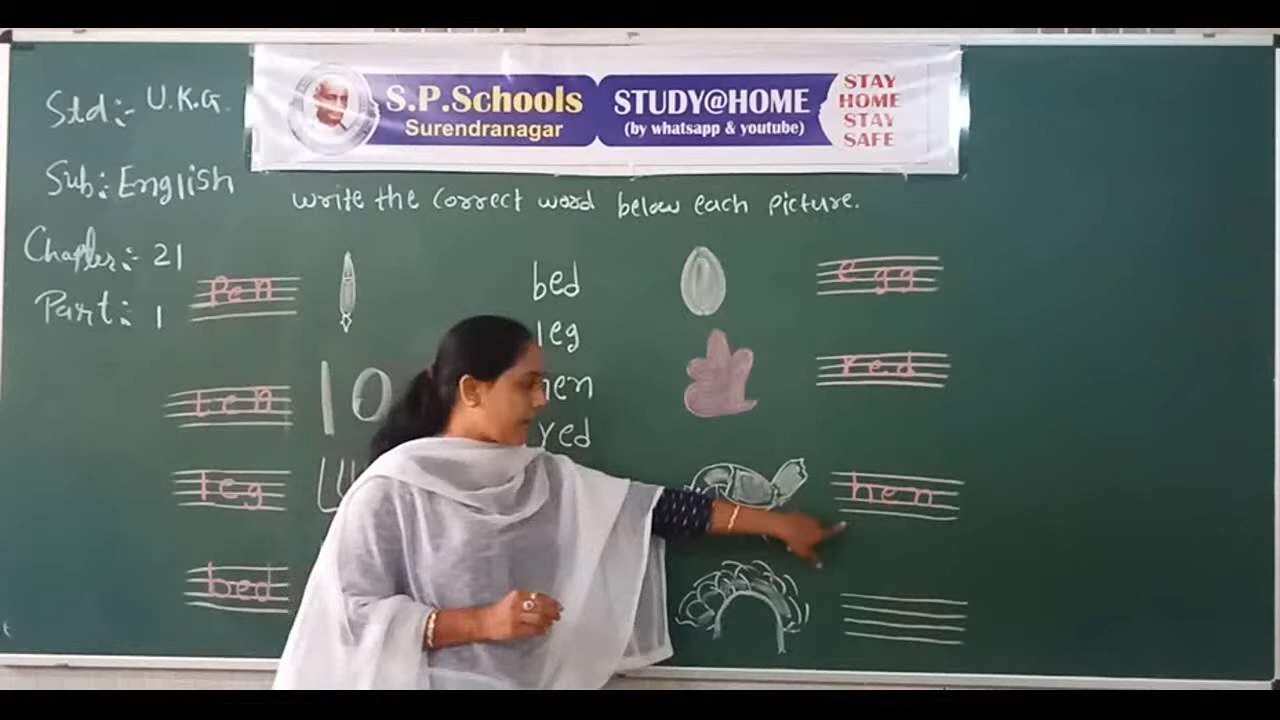 S.P.Schools
Surendranagar
STUDY@HOME
(by whatsapp & youtube)
STAY
HOME
STAY
SAFE
Std :- U.K.G.
Sub : English
Chapter :- 21
Part : 1
Write the correct word below each picture.
Pen
ten
leg
bed
10
bed
leg
hen
red
egg
red
hen